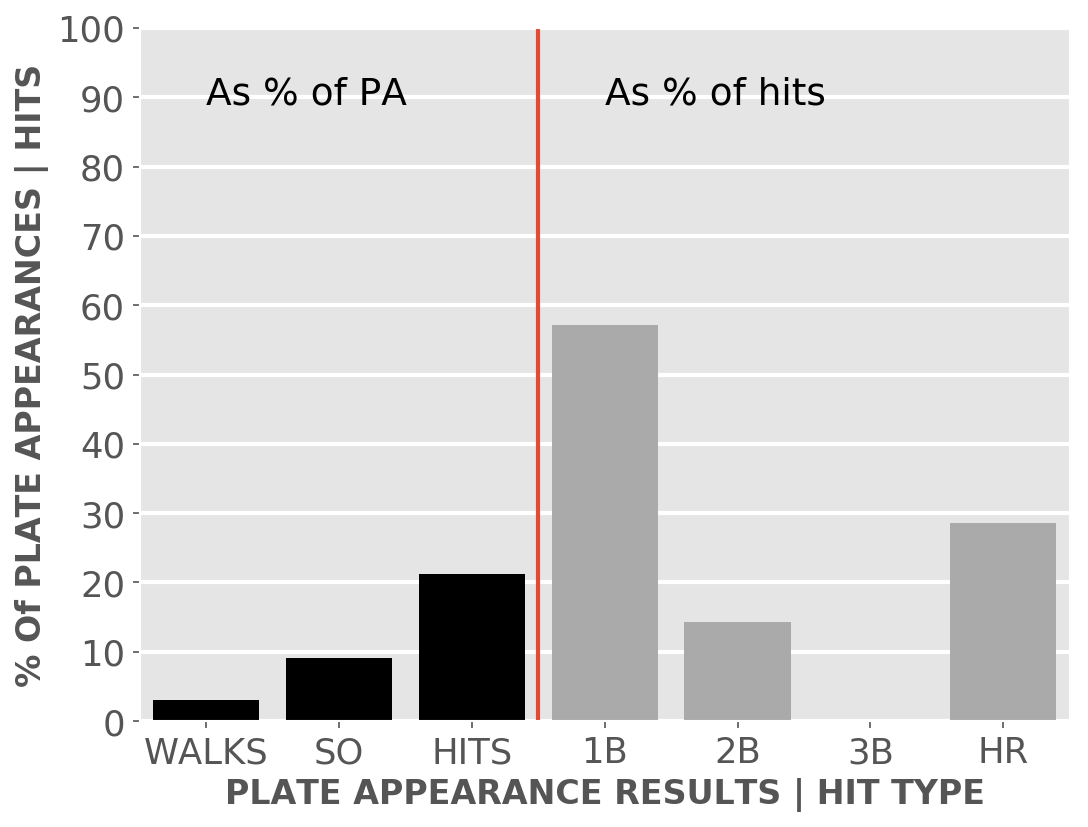 % Of PLATE APPEARANCES | HITS
100
90
80
70
60
50
40
30
20
10
0
As % of PA
As % of hits
WALKS SO HITS 1B 2B 3B HR
PLATE APPEARANCE RESULTS | HIT TYPE